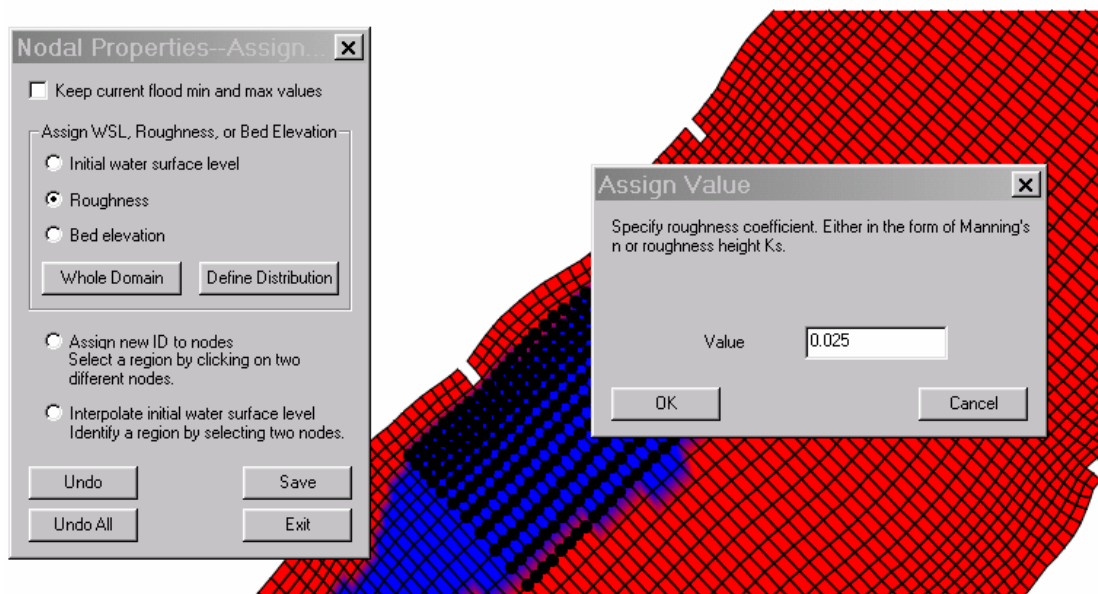 Nodal Properties--Assign...
Keep current flood min and max values
Assign WSL, Roughness, or Bed Elevation
Initial water surface level
Roughness
Bed elevation
Whole Domain
Define Distribution
Assign new ID to nodes
Select a region by clicking on two
different nodes.
Interpolate initial water surface level
Identify a region by selecting two nodes.
Undo
Save
Undo All
Exit
Assign Value
Specify roughness coefficient. Either in the form of Manning's
n or roughness height Ks.
Value
0.025
OK
Cancel